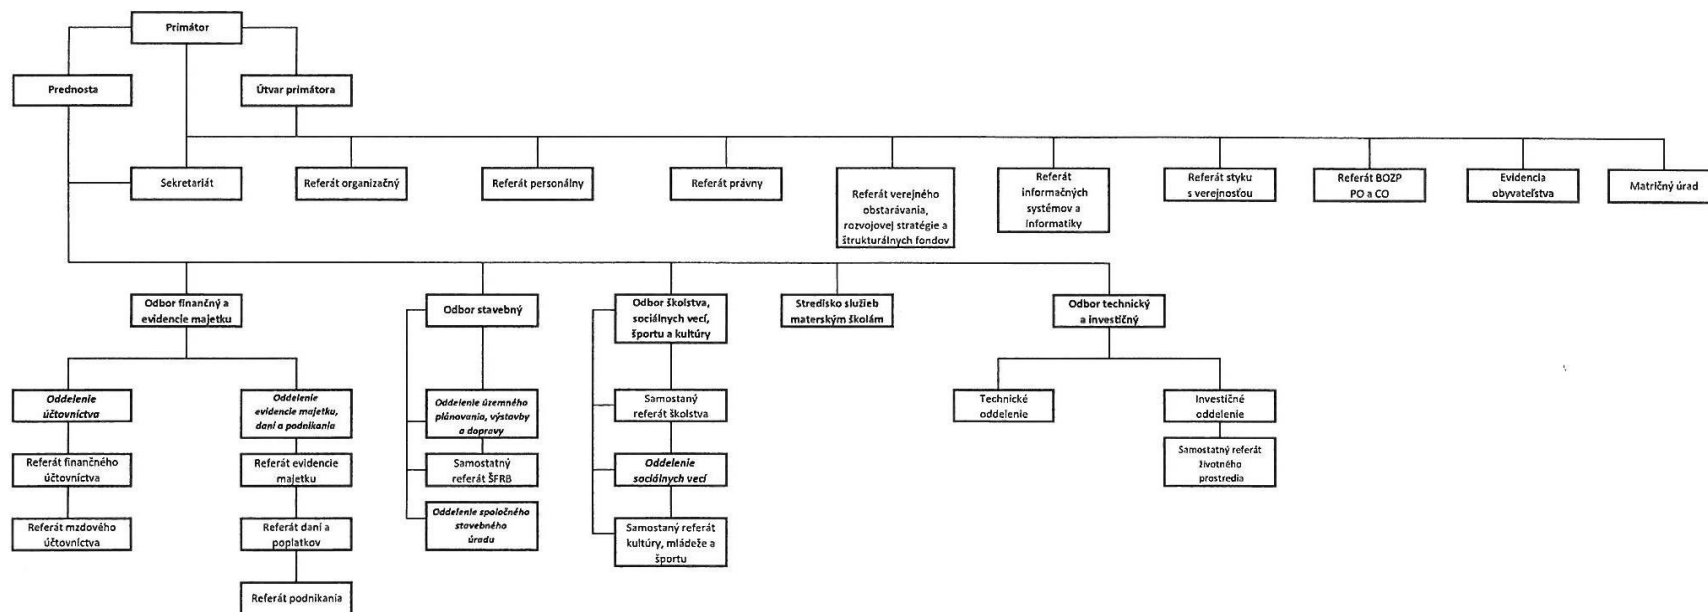 Primátor
Prednosta
Útvar primátora
Sekretariát
Referát organizačný
Referát personálny
Referát právny
Referát verejného
obstarávania,
rozvojovej stratégie a
štrukturálnych fondov
Referát
informačných
systémov a
informatiky
Referát styku
s verejnosťou
Referát BOZP
PO a CO
Evidencia
obyvateľstva
Matričný úrad
Odbor finančný a
evidencie majetku
Odbor stavebný
Odbor školstva,
sociálnych vecí,
športu a kultúry
Stredisko služieb
materským školám
Odbor technický
a investičný
Oddelenie
účtovníctva
Oddelenie
evidencie majetku,
daní a podnikania
Oddelenie územného
plánovania, výstavby
a dopravy
Samostaný
referát školstva
Technické
oddelenie
Investičné
oddelenie
Referát finančného
účtovníctva
Referát evidencie
majetku
Samostatný
referát ŠFRB
Oddelenie
sociálnych vecí
Samostatný referát
životného
prostredia
Referát mzdového
účtovníctva
Referát daní a
poplatkov
Oddelenie spoločného
stavebného
úradu
Samostaný referát
kultúry, mládeže a
športu
Referát podnikania